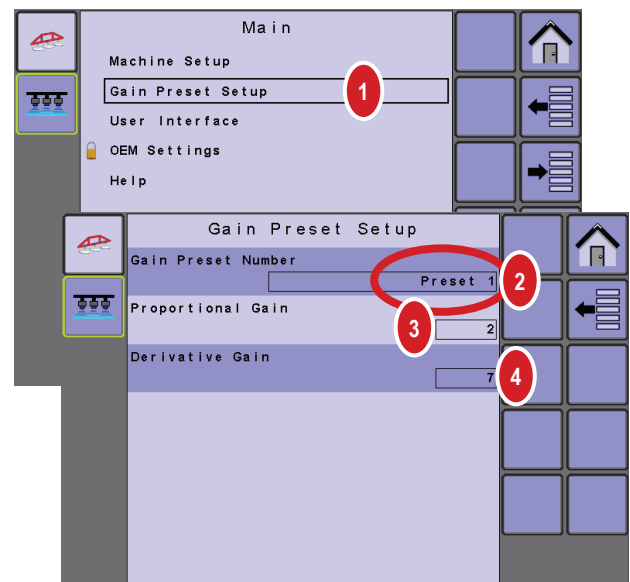 Main
Machine Setup
Gain Preset Setup
1
User Interface
OEM Settings
Help
Gain Preset Setup
Gain Preset Number
Preset 1
2
Proportional Gain
3
2
Derivative Gain
7
4